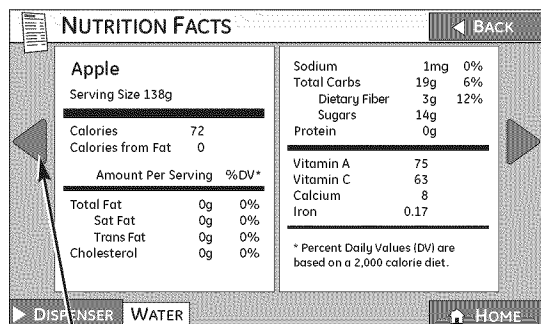 NUTRITION FACTS
BACK
Apple
Serving Size 138g
Calories 72
Calories from Fat 0
Amount Per Serving %DV*
Total Fat 0g 0%
Sat Fat 0g 0%
Trans Fat 0g 0%
Cholesterol 0g 0%
Sodium 1mg 0%
Total Carbs 19g 6%
Dietary Fiber 3g 12%
Sugars 14g
Protein 0g
Vitamin A 75
Vitamin C 63
Calcium 8
Iron 0.17
* Percent Daily Values (DV) are
based on a 2,000 calorie diet.
DISPENSER WATER
HOME